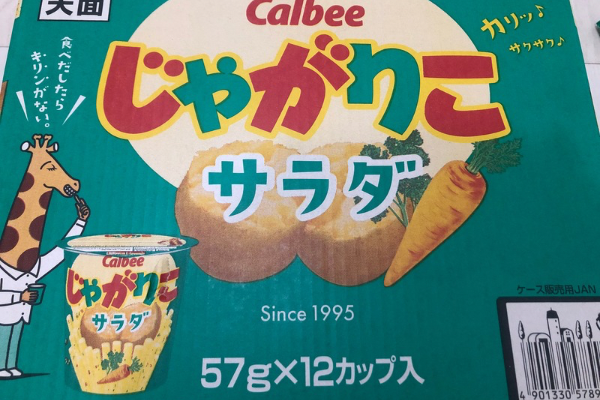 天面
Calbee
じゃがりこ
サラダ
カリッ♪
サクサク♪
食べだしたら
キリンがない。
Calbee
じゃがりこ
サラダ
Since 1995
57g×12カップ入
ケース販売用JAN
4 901330 5789